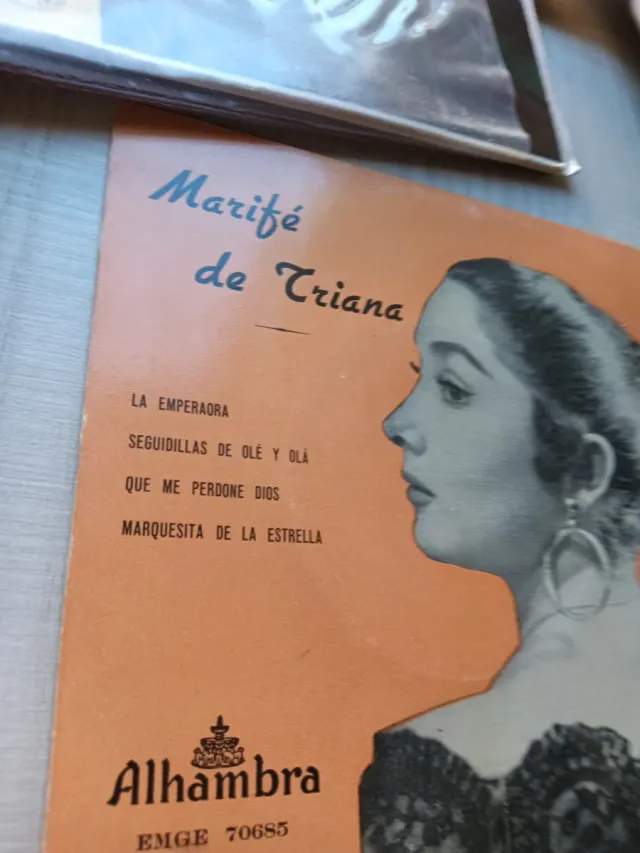 Marifé
de Triana
LA EMPERAORA
SEGUIDILLAS DE OLÉ Y OLÁ
QUE ME PERDONE DIOS
MARQUESITA DE LA ESTRELLA
Alhambra
EMGE 70685